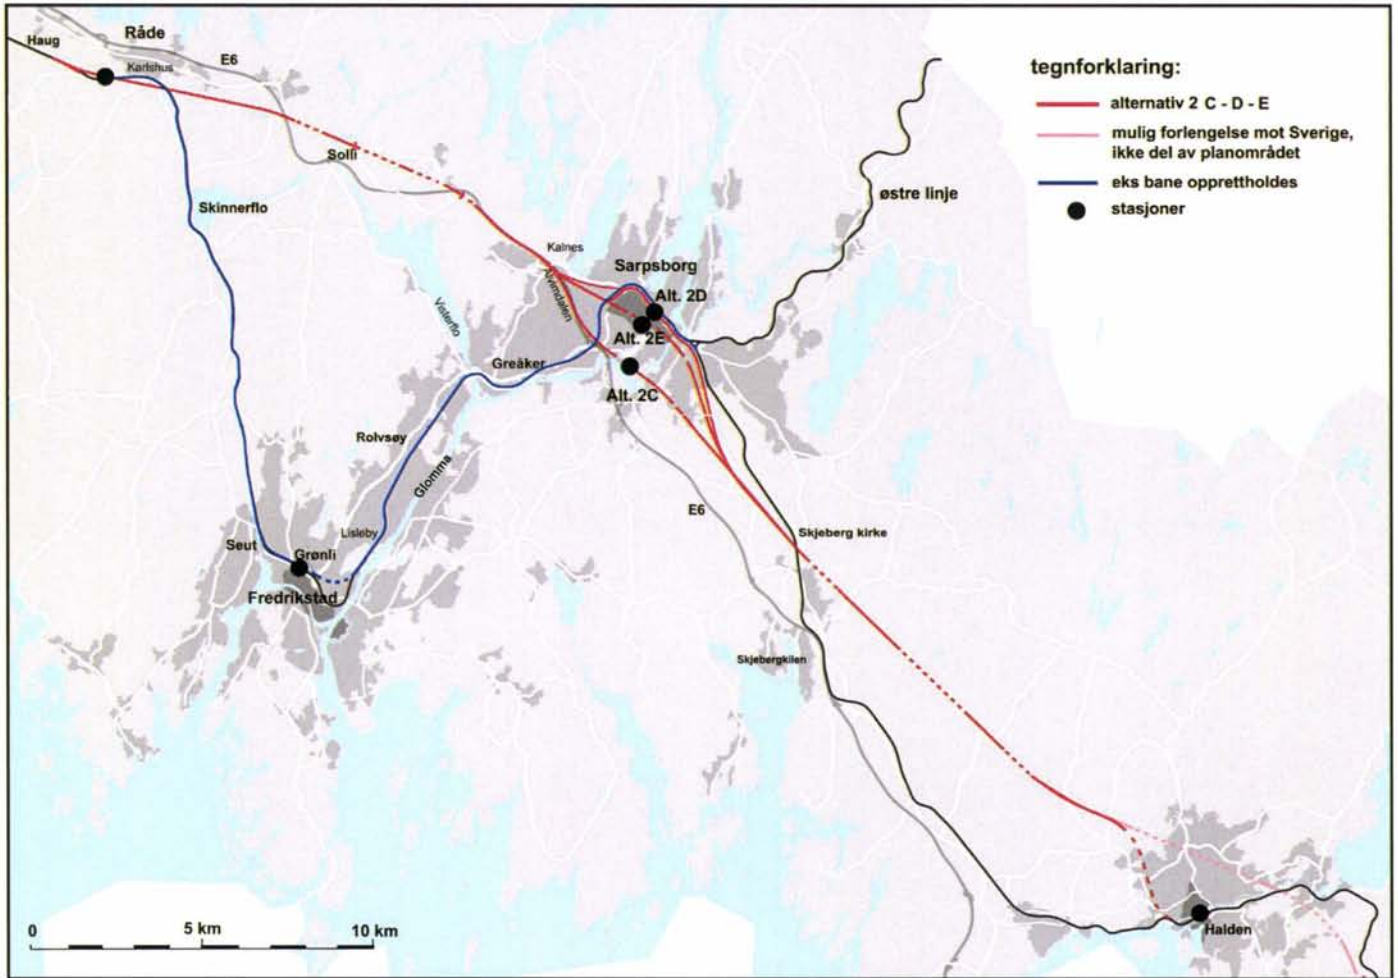 Haug
Råde
Karlshus
E6
tegnforklaring:
alternativ 2 C - D - E
mulig forlengelse mot Sverige,
ikke del av planområdet
eks bane opprettholdes
stasjoner
Solli
Skinnerflo
østre linje
Kalnes
Sarpsborg
Alvimdalen
Alt. 2D
Visterflo
Alt. 2E
Greåker
Alt. 2C
Rolvsøy
Glomma
E6
Lisleby
Skjeberg kirke
Seut
Grønli
Fredrikstad
Skjebergkilen
0
5 km
10 km
Halden